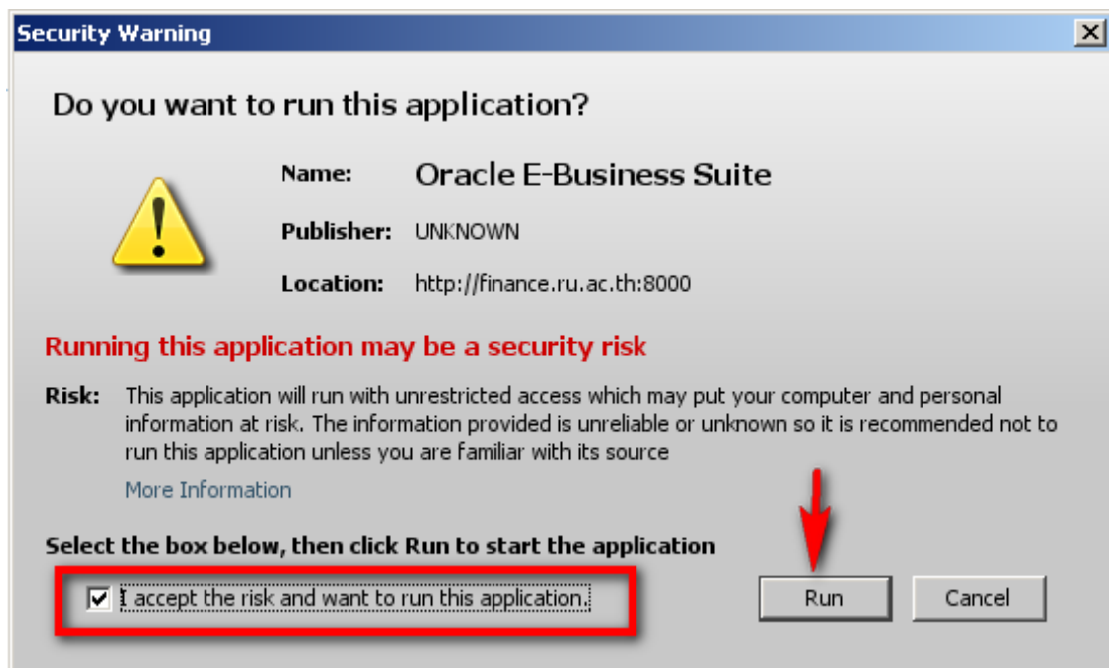 Security Warning
Do you want to run this application?
Name: Oracle E-Business Suite
Publisher: UNKNOWN
Location: http://finance.ru.ac.th:8000
Running this application may be a security risk
Risk: This application will run with unrestricted access which may put your computer and personal
information at risk. The information provided is unreliable or unknown so it is recommended not to
run this application unless you are familiar with its source
More Information
Select the box below, then click Run to start the application
I accept the risk and want to run this application.
Run Cancel